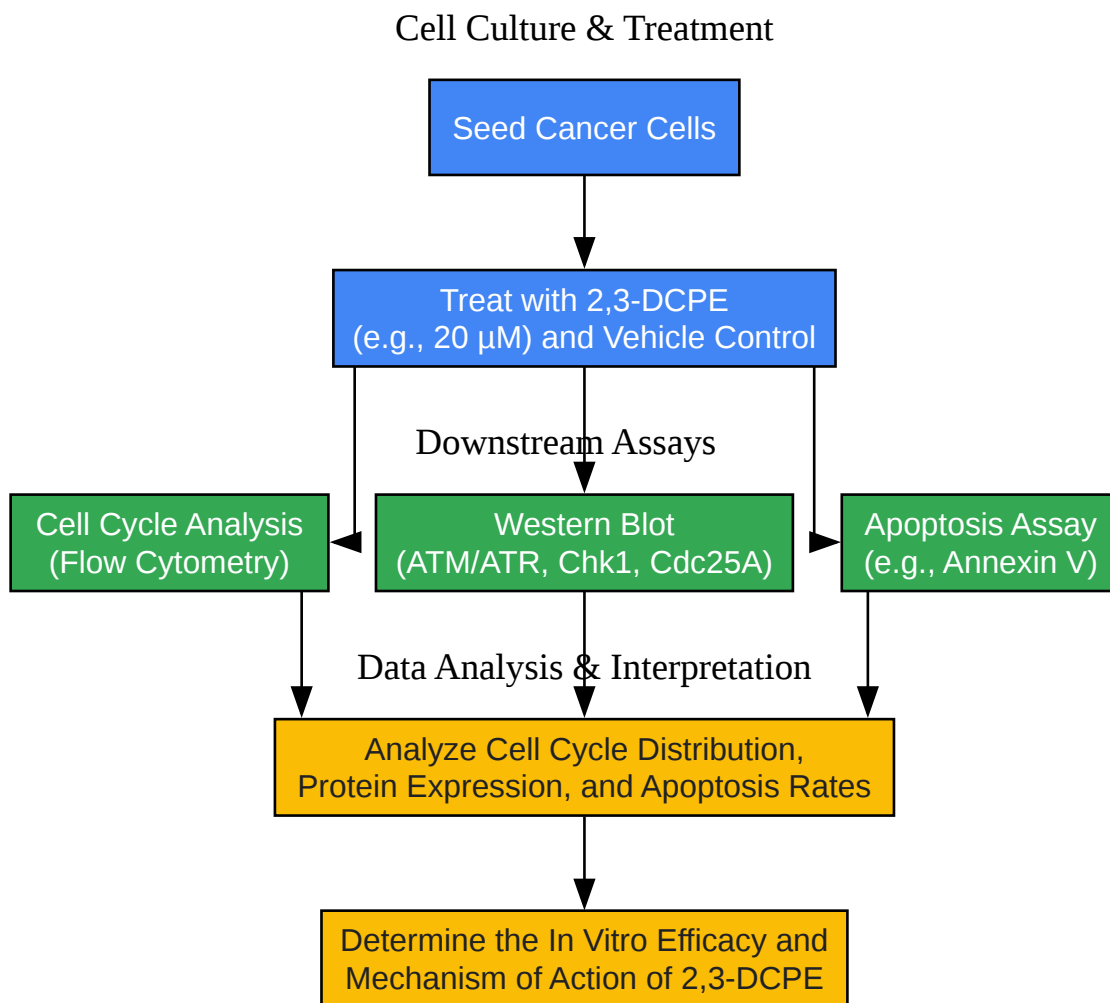 Cell Culture & Treatment
Seed Cancer Cells
Treat with 2,3-DCPE
(e.g., 20 µM) and Vehicle Control
Downstream Assays
Cell Cycle Analysis
(Flow Cytometry)
Western Blot
(ATM/ATR, Chk1, Cdc25A)
Apoptosis Assay
(e.g., Annexin V)
Data Analysis & Interpretation
Analyze Cell Cycle Distribution,
Protein Expression, and Apoptosis Rates
Determine the In Vitro Efficacy and
Mechanism of Action of 2,3-DCPE